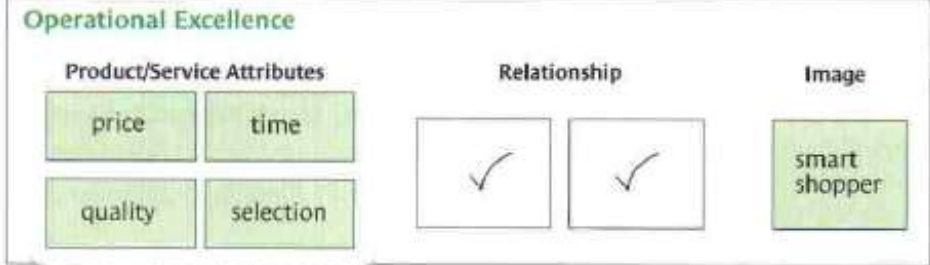 Operational Excellence
Product/Service Attributes
Relationship
Image
price
time
✓
✓
smart
shopper
quality
selection